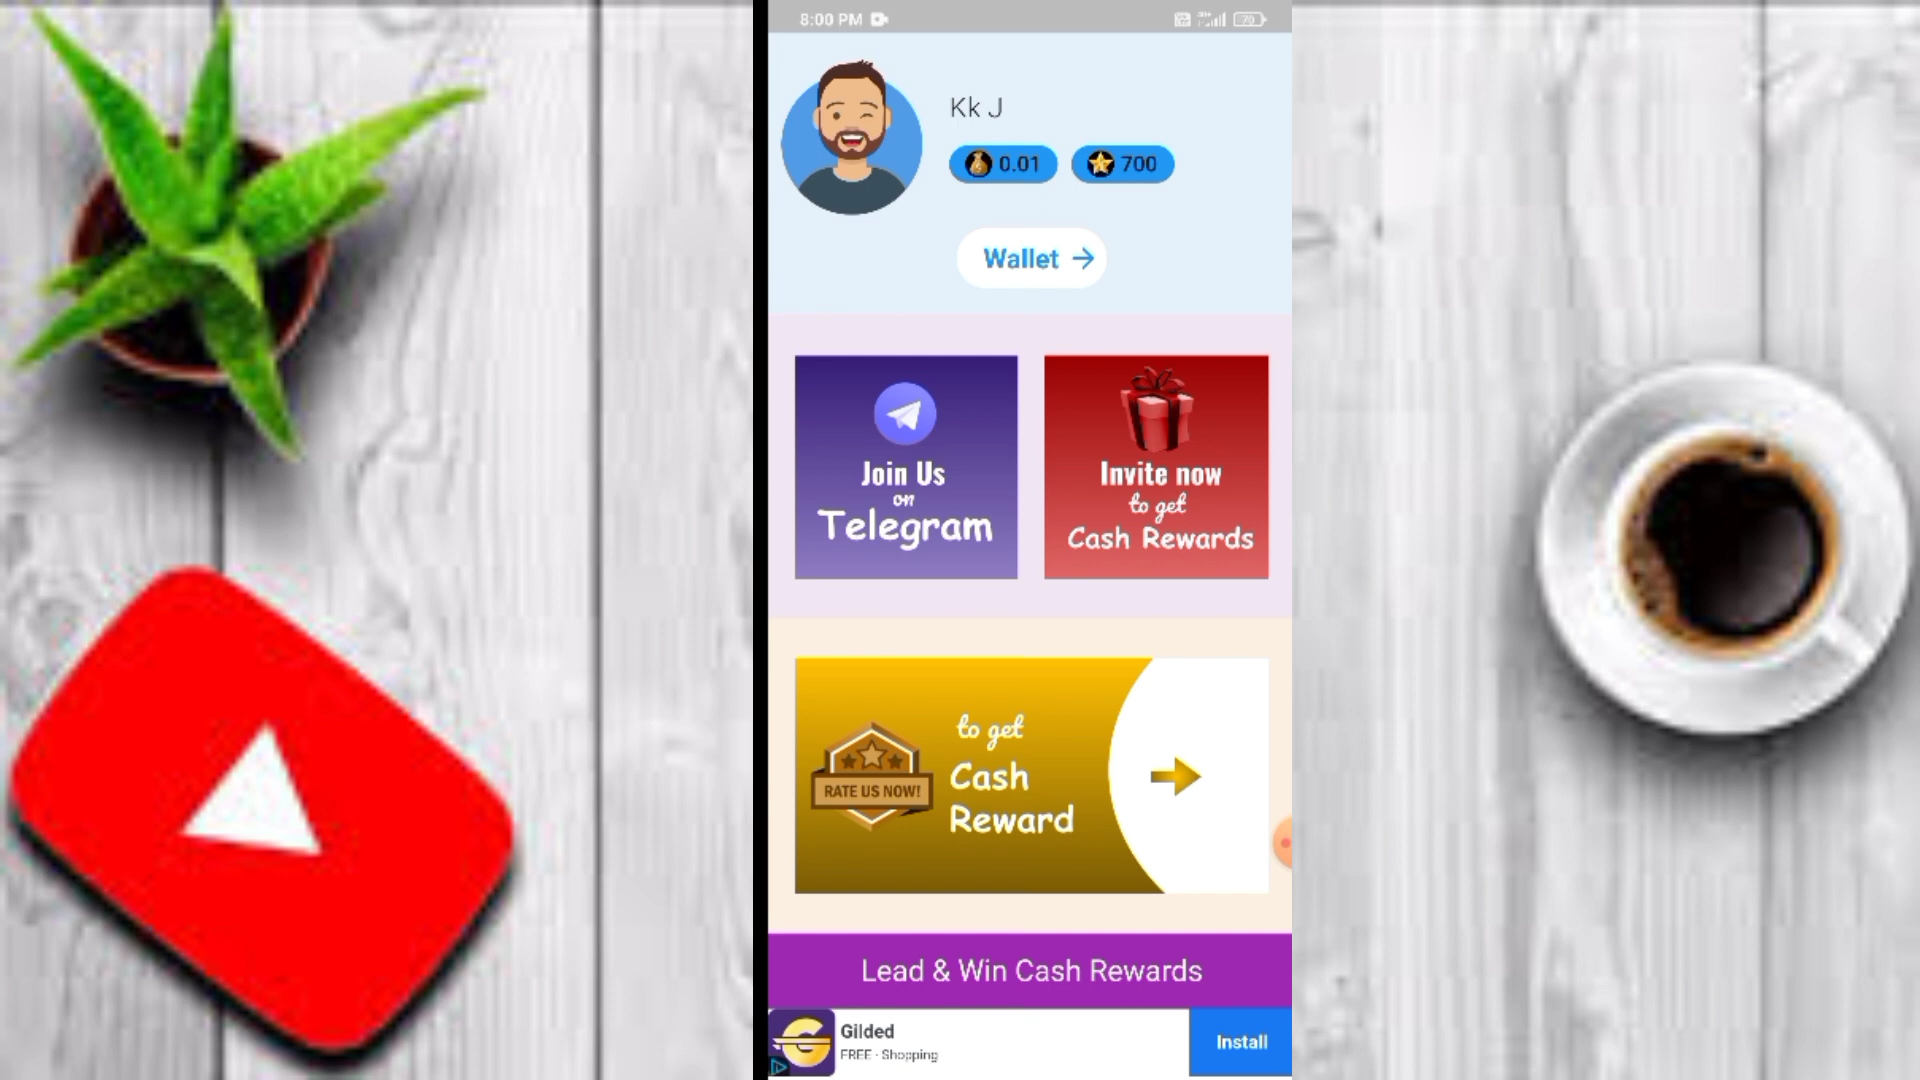 8:00 PM
70
Kk J
0.01
700
Wallet
Join Us
on
Telegram
Invite now
to get
Cash Rewards
RATE US NOW!
to get
Cash
Reward
Lead & Win Cash Rewards
Gilded
FREE · Shopping
Install